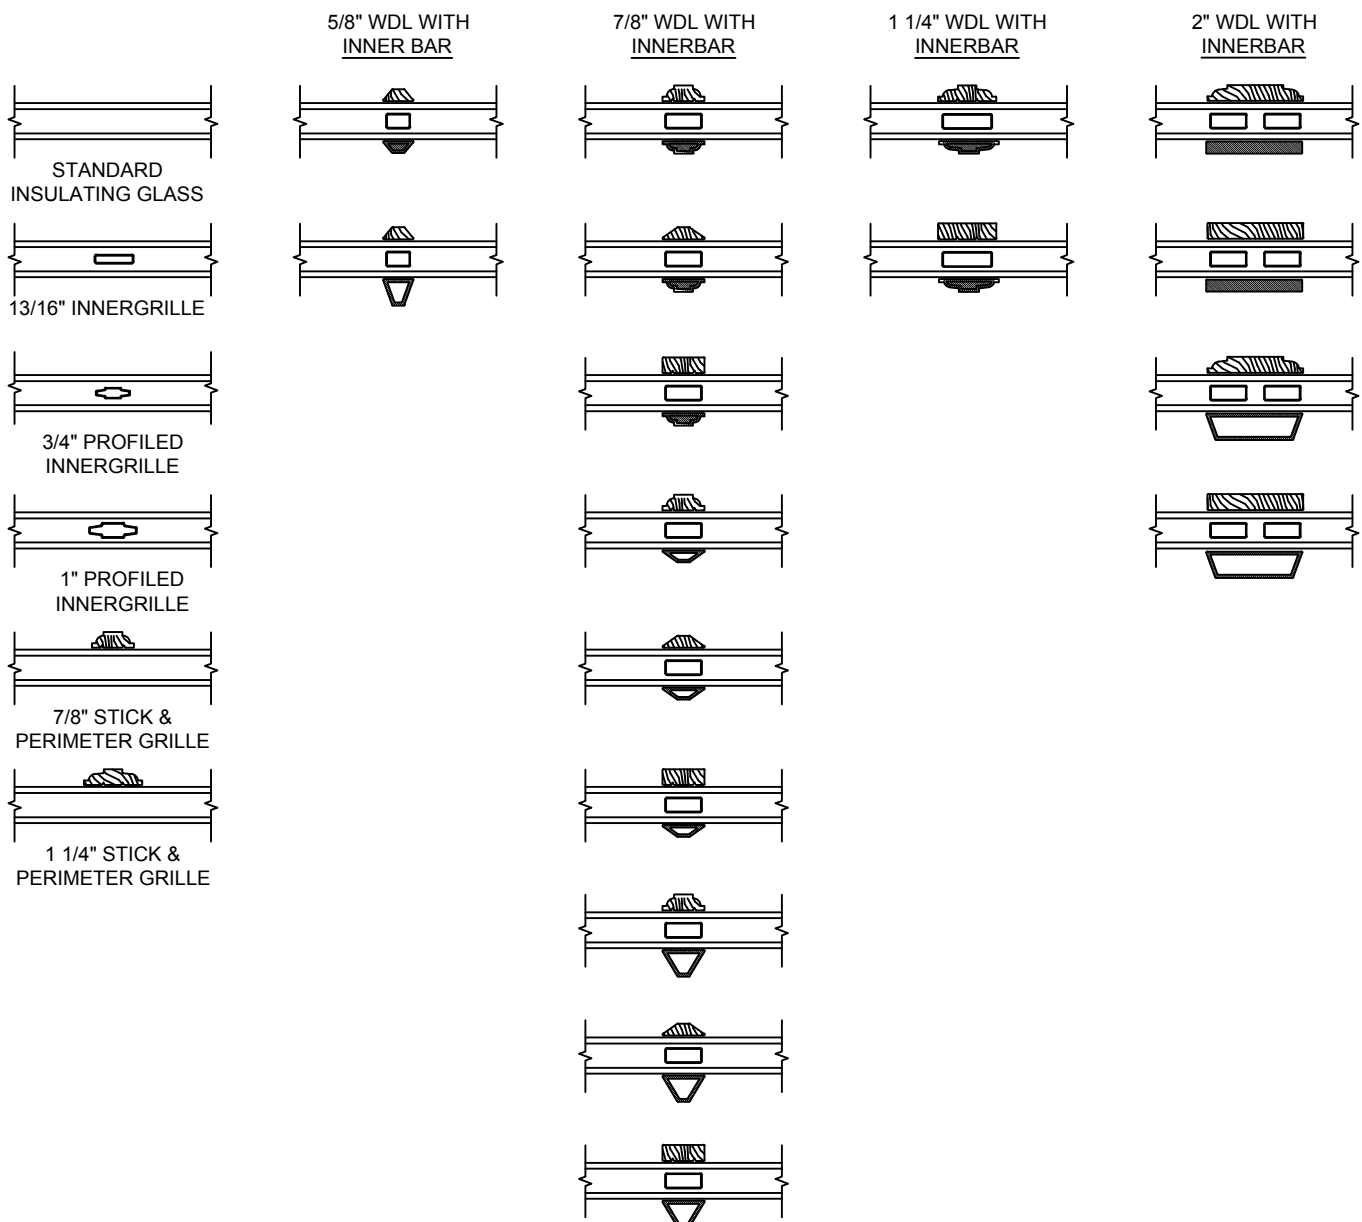 5/8" WDL WITH
INNER BAR
7/8" WDL WITH
INNERBAR
1 1/4" WDL WITH
INNERBAR
2" WDL WITH
INNERBAR
STANDARD
INSULATING GLASS
13/16" INNERGRILLE
3/4" PROFILED
INNERGRILLE
1" PROFILED
INNERGRILLE
7/8" STICK &
PERIMETER GRILLE
1 1/4" STICK &
PERIMETER GRILLE